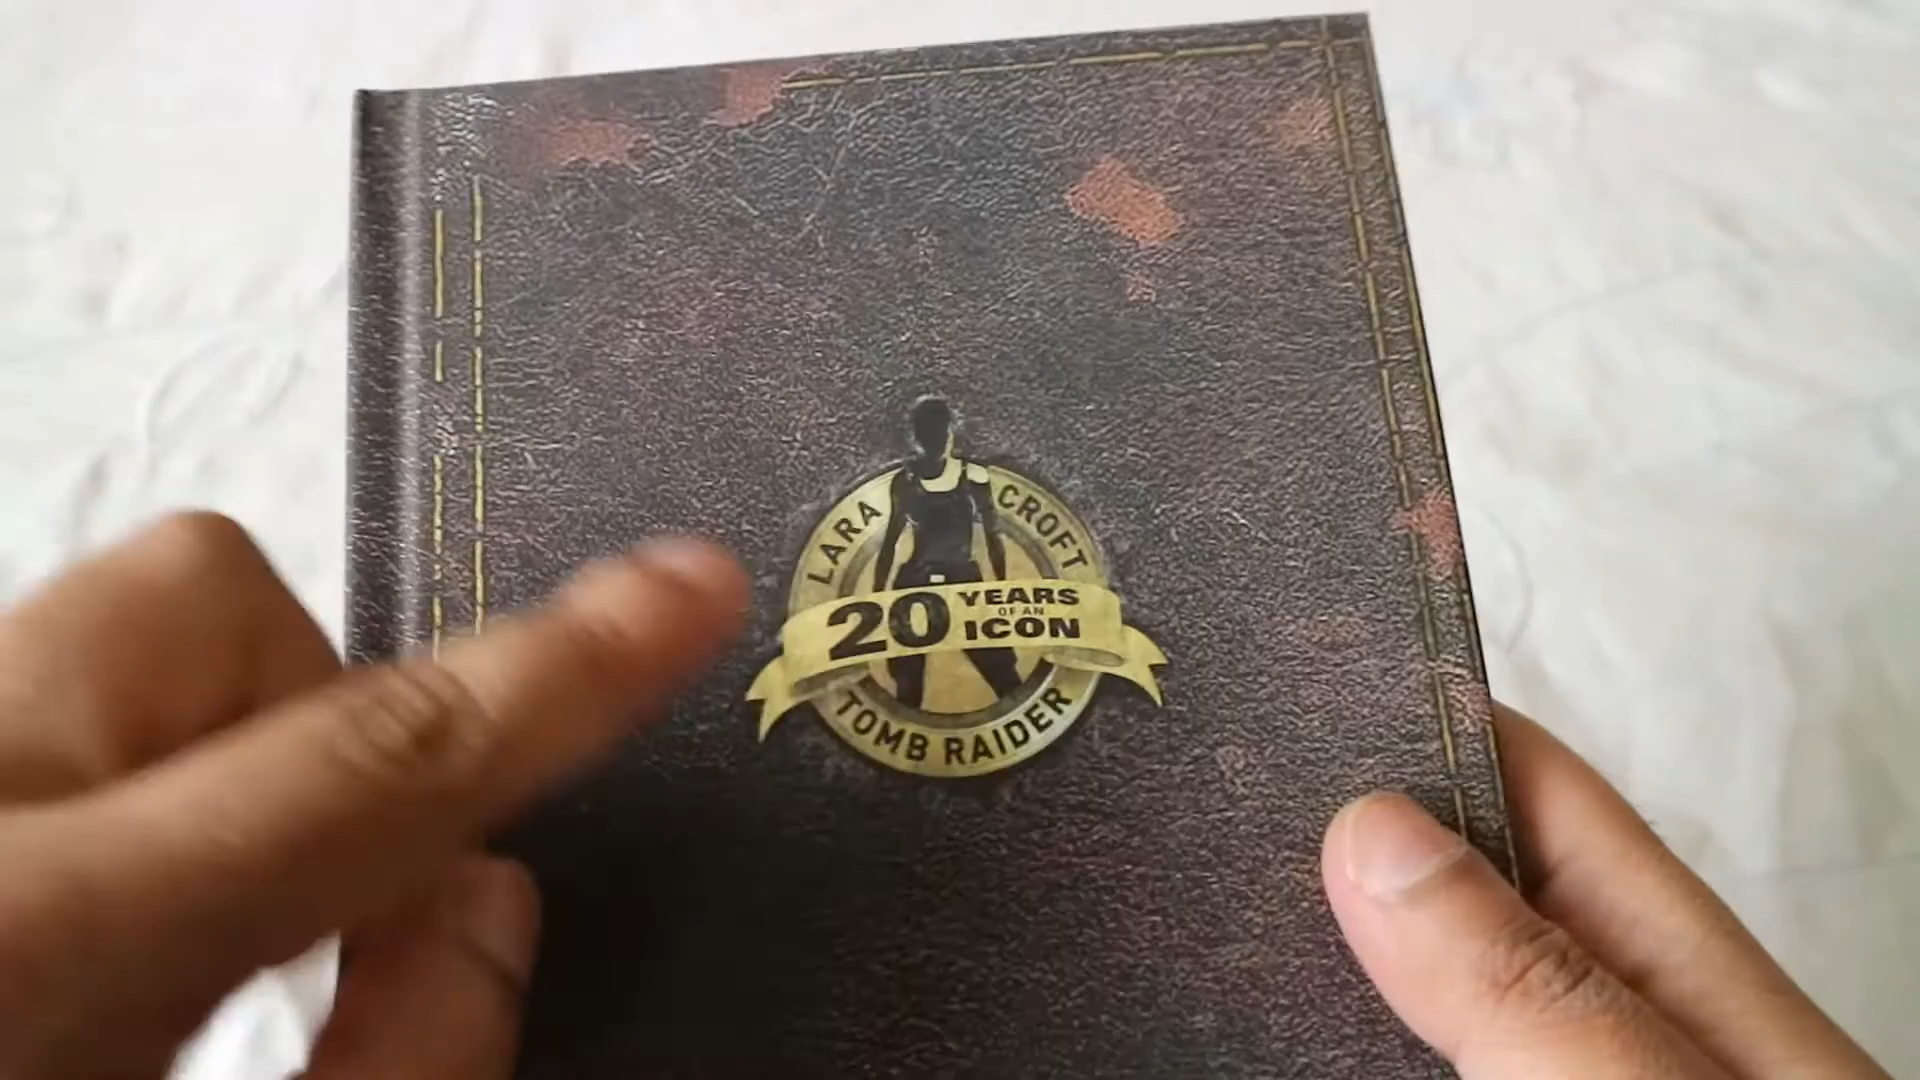 LARA CROFT
20 YEARS
OF AN
ICON
TOMB RAIDER